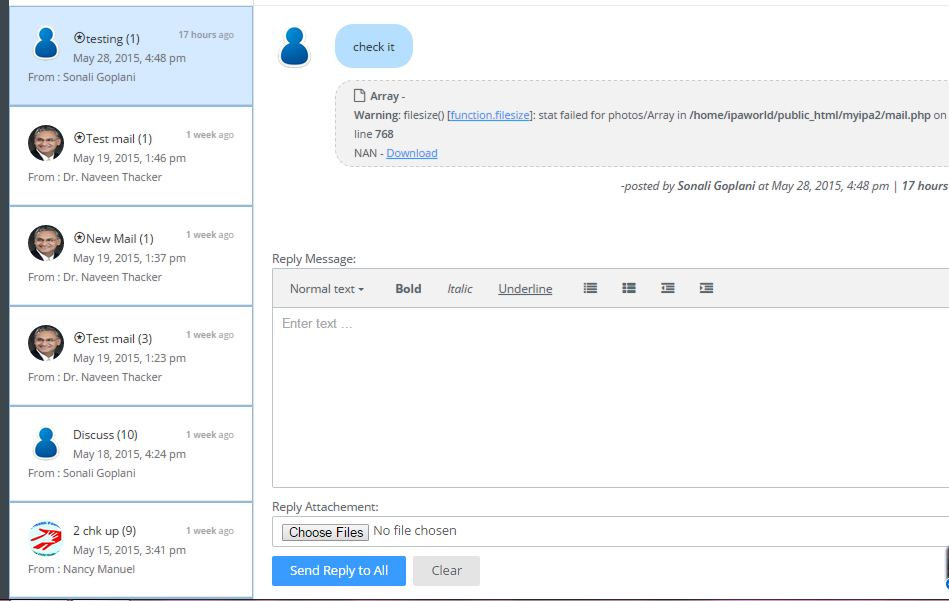 testing (1)
17 hours ago
May 28, 2015, 4:48 pm
From : Sonali Goplani
Test mail (1)
1 week ago
May 19, 2015, 1:46 pm
From : Dr. Naveen Thacker
New Mail (1)
1 week ago
May 19, 2015, 1:37 pm
From : Dr. Naveen Thacker
Test mail (3)
1 week ago
May 19, 2015, 1:23 pm
From : Dr. Naveen Thacker
Discuss (10)
1 week ago
May 18, 2015, 4:24 pm
From : Sonali Goplani
2 chk up (9)
1 week ago
May 15, 2015, 3:41 pm
From : Nancy Manuel
check it
Array -
Warning: filesize() [function.filesize]: stat failed for photos/Array in /home/ipaworld/public_html/myipa2/mail.php on
line 768
NAN - Download
-posted by Sonali Goplani at May 28, 2015, 4:48 pm | 17 hours
Reply Message:
Normal text Bold Italic Underline
Enter text ...
Reply Attachement:
Choose Files No file chosen
Send Reply to All Clear